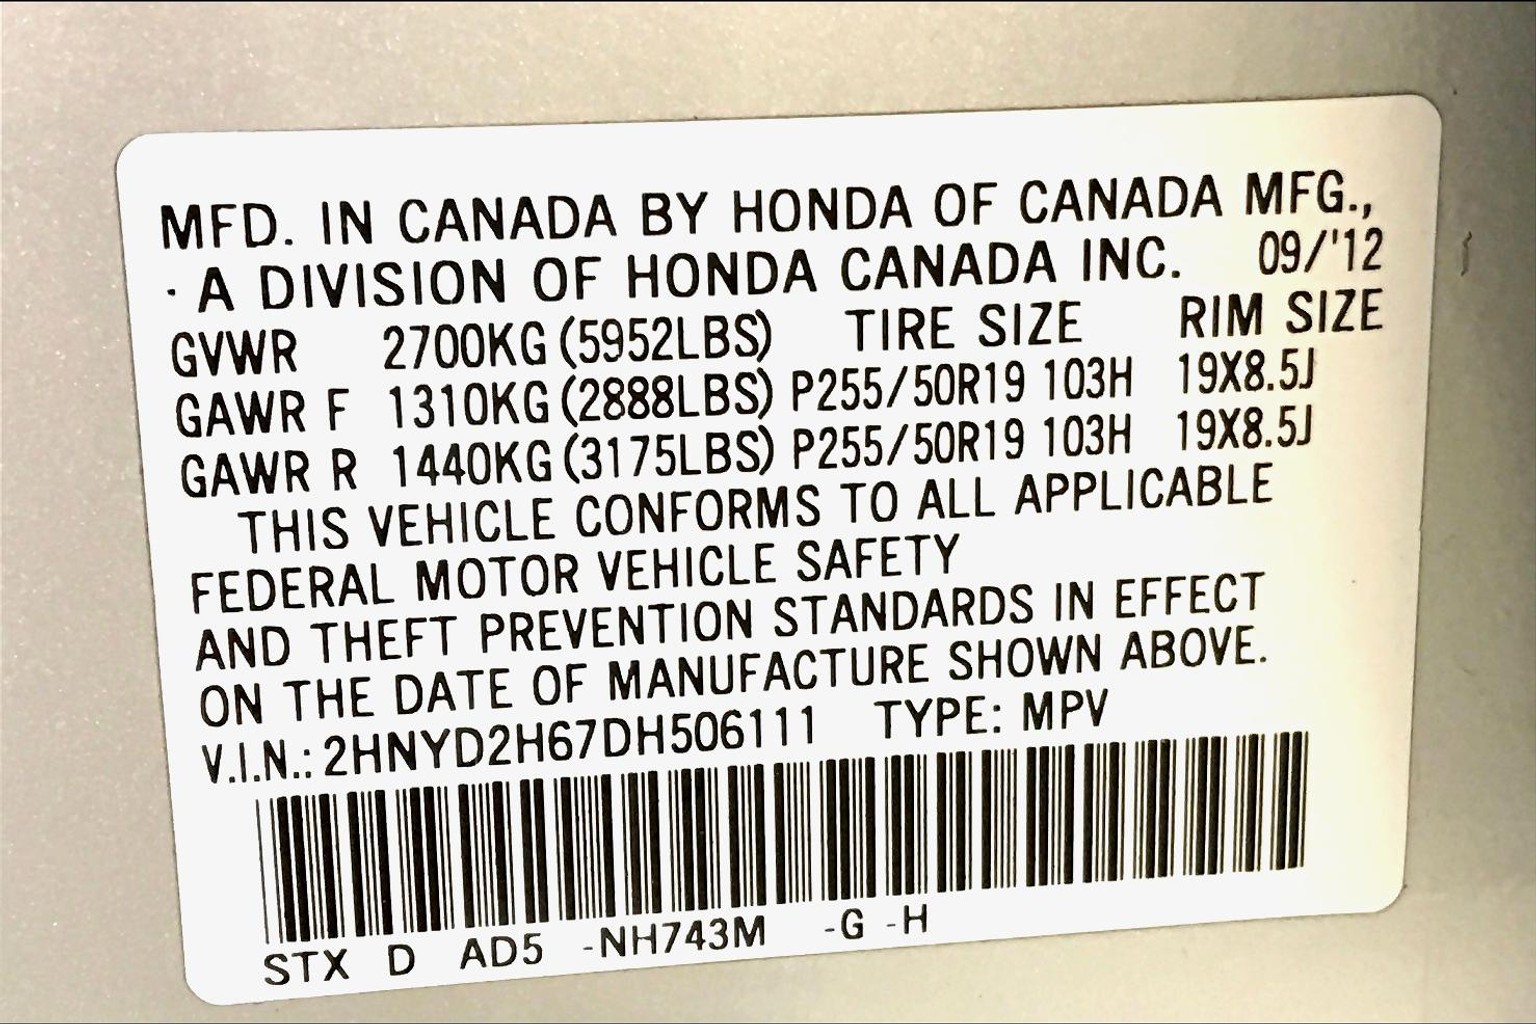 MFD. IN CANADA BY HONDA OF CANADA MFG.,
· A DIVISION OF HONDA CANADA INC. 09/'12
GVWR 2700KG (5952LBS) TIRE SIZE RIM SIZE
GAWR F 1310KG (2888LBS) P255/50R19 103H 19X8.5J
GAWR R 1440KG (3175LBS) P255/50R19 103H 19X8.5J
THIS VEHICLE CONFORMS TO ALL APPLICABLE
FEDERAL MOTOR VEHICLE SAFETY
AND THEFT PREVENTION STANDARDS IN EFFECT
ON THE DATE OF MANUFACTURE SHOWN ABOVE.
V.I.N.: 2HNYD2H67DH506111 TYPE: MPV
STX D AD5 -NH743M -G -H